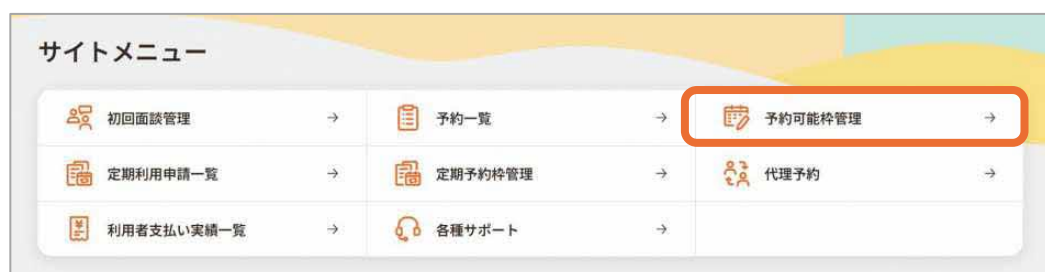 サイトメニュー
初回面談管理 →
予約一覧 →
予約可能枠管理 →
定期利用申請一覧 →
定期予約枠管理 →
代理予約 →
利用者支払い実績一覧 →
各種サポート →